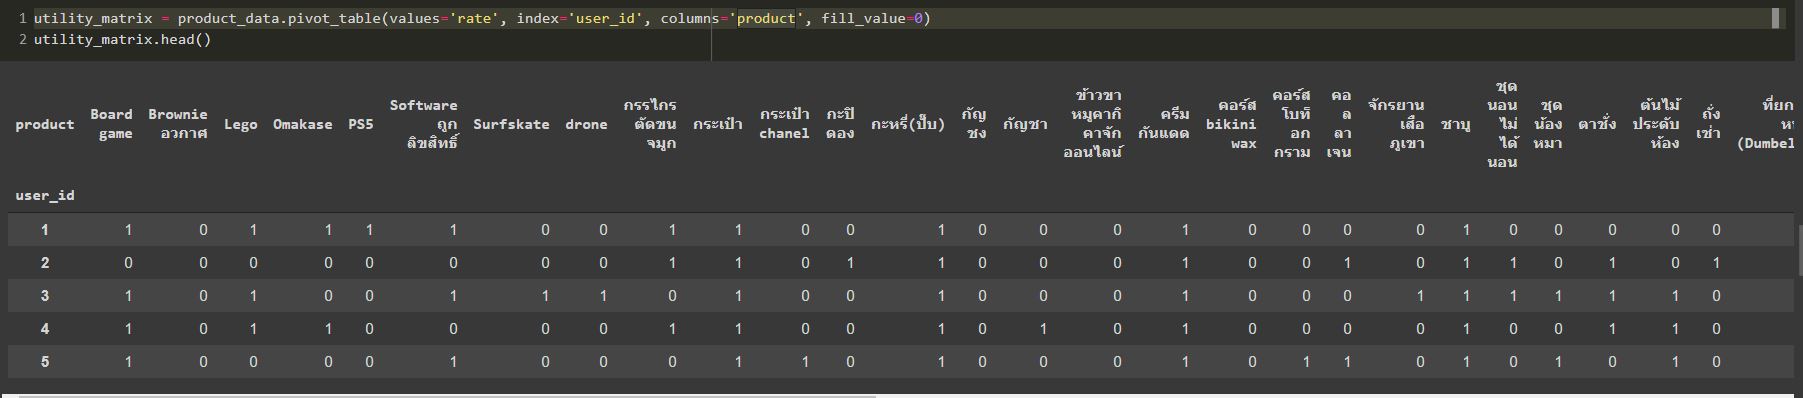 1 utility_matrix = product_data.pivot_table(values='rate', index='user_id', columns='product', fill_value=0)
2 utility_matrix.head()
product Board game Brownie อวกาศ Lego Omakase PS5 Software ถูก ลิขสิทธิ์ Surfskate drone กรรไกร ตัดขน จมูก กระเป๋า กระเป๋า chanel กะปิ ดอง กะหรี่(ปั๊บ) กัญ ชง กัญชา ข้าวขา หมูคากิ คาจัก ออนไลน์ ครีม กันแดด คอร์ส bikini wax คอร์ส โบท็ อก กราม คอ ล ลา เจน จักรยาน เสือ ภูเขา ชาบู ชุด นอน ไม่ ได้ นอน ชุด น้อง หมา ตาชั่ง ต้นไม้ ประดับ ห้อง ถั่ง เช่า ที่ยก (Dumbel
user_id
1 1 0 1 1 1 1 0 0 1 1 0 0 1 0 0 0 1 0 0 0 0 1 0 0 0 0 0
2 0 0 0 0 0 0 0 0 1 1 0 1 1 0 0 0 1 0 0 1 0 1 1 0 1 0 1
3 1 0 1 0 0 1 1 1 0 1 0 0 1 0 0 0 1 0 0 0 1 1 1 1 1 1 0
4 1 0 1 1 0 0 0 0 1 1 0 0 1 0 1 0 1 0 0 0 0 1 0 0 1 1 0
5 1 0 0 0 0 1 0 0 0 1 1 0 1 0 0 0 1 0 1 1 0 1 0 1 0 1 0